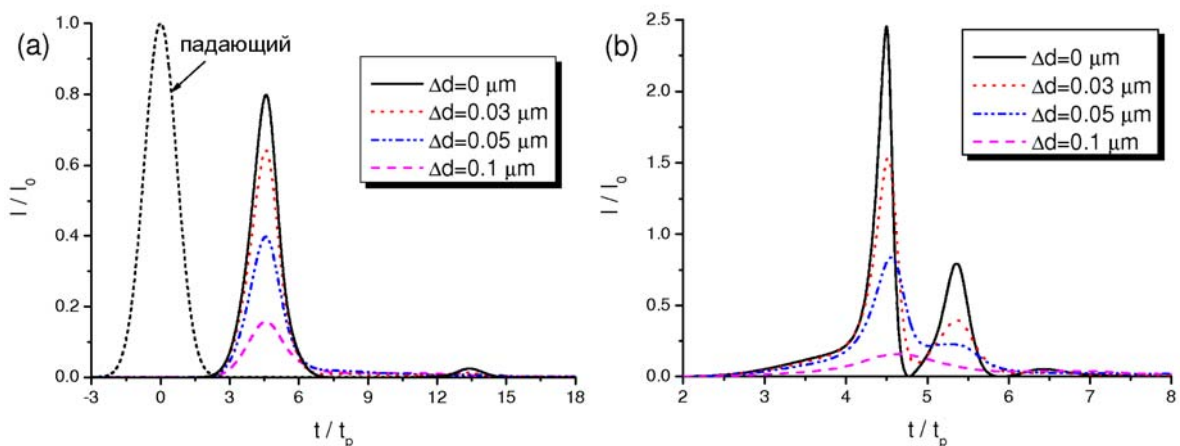 (a)
падающий
Δd=0 μm
Δd=0.03 μm
Δd=0.05 μm
Δd=0.1 μm
1.0
0.8
0.6
0.4
0.2
0.0
I / I₀
-3 0 3 6 9 12 15 18
t / tₚ
(b)
Δd=0 μm
Δd=0.03 μm
Δd=0.05 μm
Δd=0.1 μm
2.5
2.0
1.5
1.0
0.5
0.0
I / I₀
2 3 4 5 6 7 8
t / tₚ